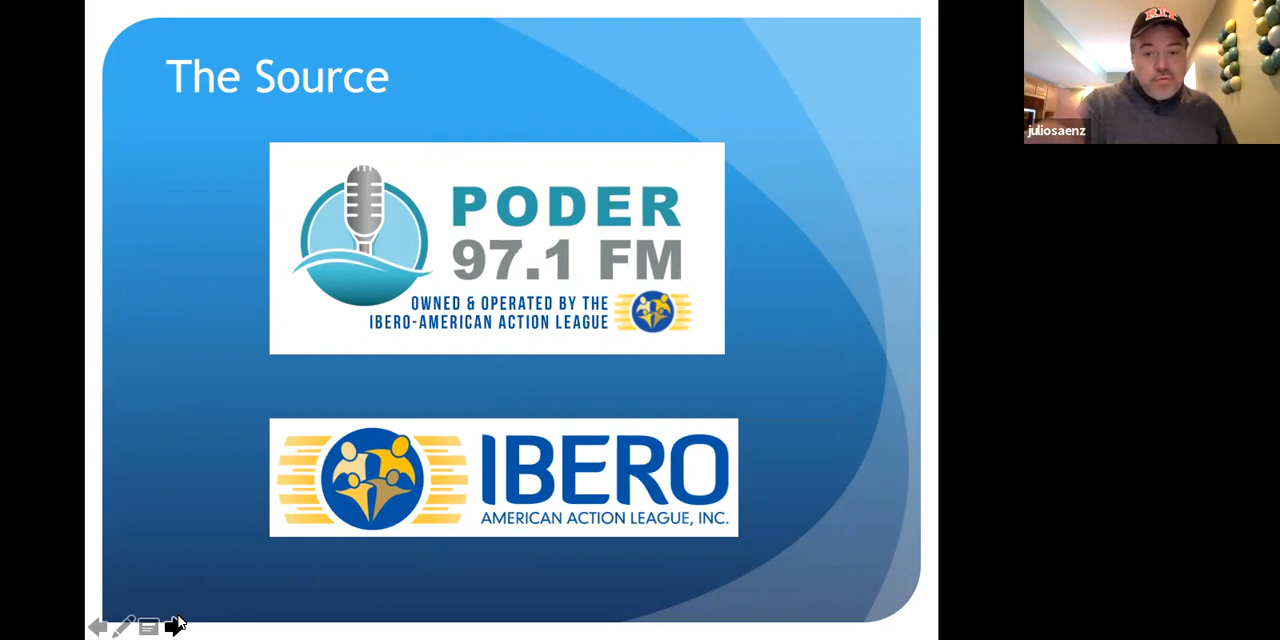 The Source
PODER
97.1 FM
OWNED & OPERATED BY THE
IBERO-AMERICAN ACTION LEAGUE
IBERO
AMERICAN ACTION LEAGUE, INC.
RIT
juliosaenz